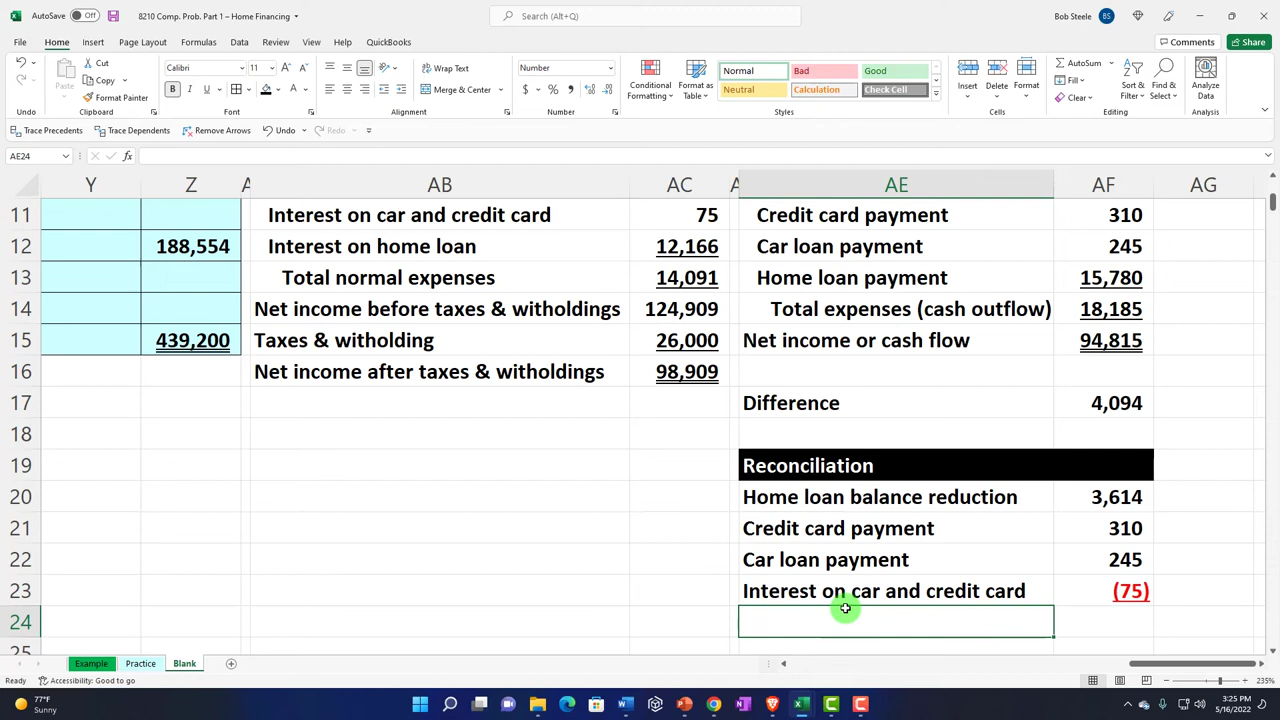 AutoSave Off 8210 Comp. Prob. Part 1 – Home Financing Search (Alt+Q) Bob Steele BS
File Home Insert Page Layout Formulas Data Review View Help QuickBooks Comments Share
Cut Calibri 11 Wrap Text Number Normal Bad Good AutoSum
Copy Fill
Paste Format Painter Merge & Center Conditional Formatting Format as Table Neutral Calculation Check Cell Insert Delete Format Clear Sort & Filter Find & Select Analyze Data
Undo Clipboard Font Alignment Number Styles Cells Editing Analysis
Trace Precedents Trace Dependents Remove Arrows Undo Redo
AE24 fx
Y Z A AB AC A AE AF AG
11 Interest on car and credit card 75 Credit card payment 310
12 188,554 Interest on home loan 12,166 Car loan payment 245
13 Total normal expenses 14,091 Home loan payment 15,780
14 Net income before taxes & witholdings 124,909 Total expenses (cash outflow) 18,185
15 439,200 Taxes & witholding 26,000 Net income or cash flow 94,815
16 Net income after taxes & witholdings 98,909
17 Difference 4,094
18
19 Reconciliation
20 Home loan balance reduction 3,614
21 Credit card payment 310
22 Car loan payment 245
23 Interest on car and credit card (75)
24
25
Example Practice Blank
Ready Accessibility: Good to go 235%
77°F 3:25 PM
Sunny 5/16/2022